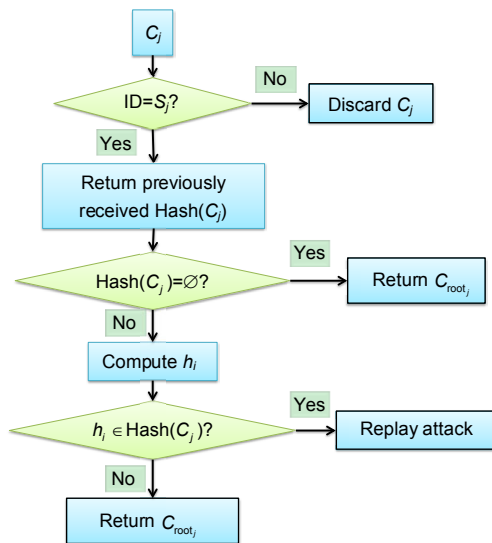 Cj
ID=Sj?
No
Discard Cj
Yes
Return previously
received Hash(Cj)
Hash(Cj)=∅?
Yes
Return Crootj
No
Compute hi
hi ∈ Hash(Cj)?
Yes
Replay attack
No
Return Crootj